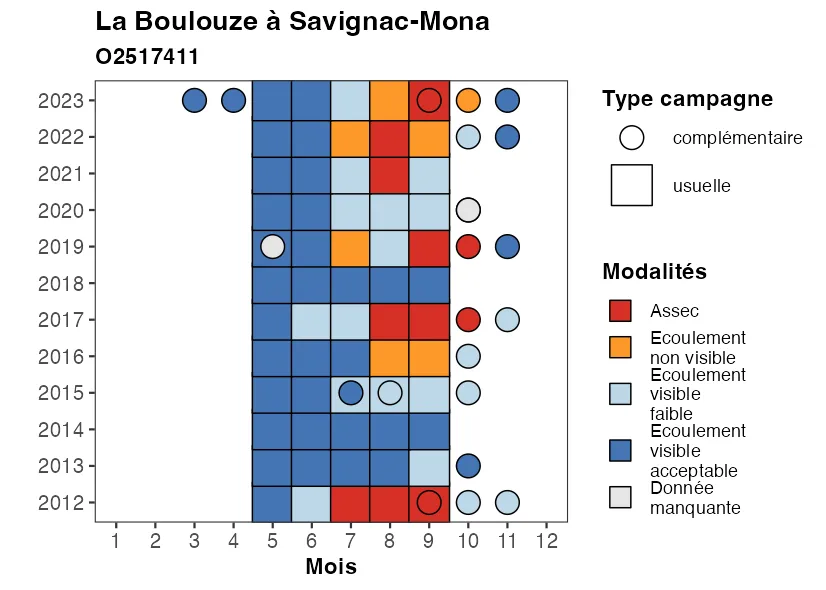 La Boulouze à Savignac-Mona
O2517411
2023
2022
2021
2020
2019
2018
2017
2016
2015
2014
2013
2012
1 2 3 4 5 6 7 8 9 10 11 12
Mois
Type campagne
complémentaire
usuelle
Modalités
Assec
Ecoulement
non visible
Ecoulement
visible
faible
Ecoulement
visible
acceptable
Donnée
manquante